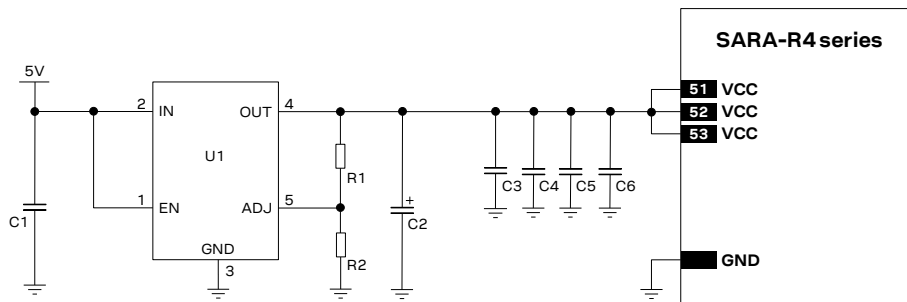 SARA-R4 series
5V
51 VCC
2 IN OUT 4
52 VCC
53 VCC
U1
R1
C3 C4 C5 C6
1 EN ADJ 5
C1
+
C2
GND
R2
3
GND